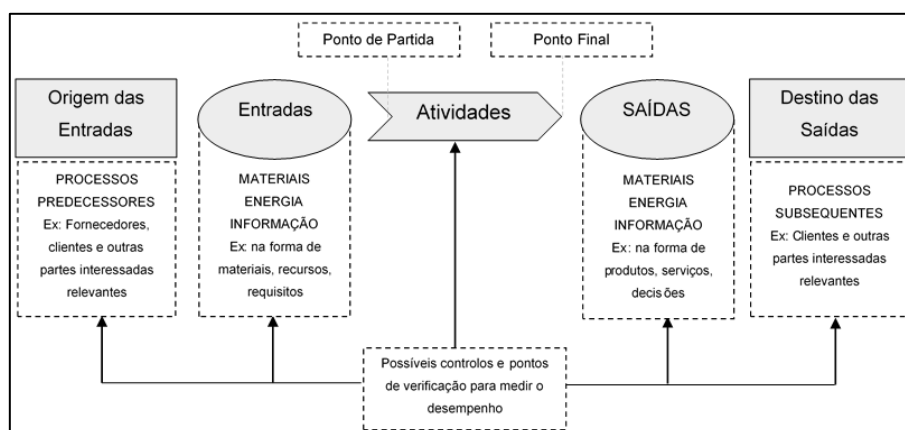 Ponto de Partida
Ponto Final
Origem das
Entradas
Entradas
Atividades
SAÍDAS
Destino das
Saídas
PROCESSOS
PREDECESSORES
Ex: Fornecedores,
clientes e outras
partes interessadas
relevantes
MATERIAIS
ENERGIA
INFORMAÇÃO
Ex: na forma de
materiais, recursos,
requisitos
MATERIAIS
ENERGIA
INFORMAÇÃO
Ex: na forma de
produtos, serviços,
decisões
PROCESSOS
SUBSEQUENTES
Ex: Clientes e outras
partes interessadas
relevantes
Possíveis controlos e pontos
de verificação para medir o
desempenho